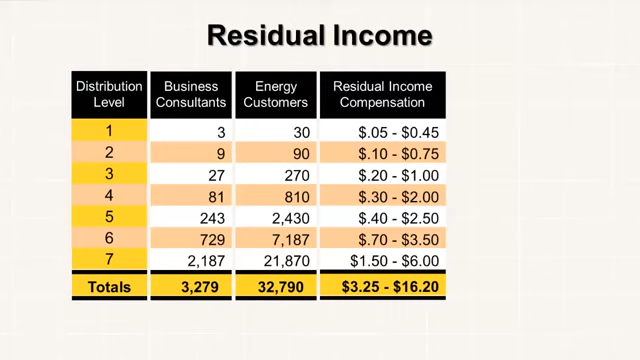 Residual Income
Distribution Level Business Consultants Energy Customers Residual Income Compensation
1 3 30 $.05 - $0.45
2 9 90 $.10 - $0.75
3 27 270 $.20 - $1.00
4 81 810 $.30 - $2.00
5 243 2,430 $.40 - $2.50
6 729 7,187 $.70 - $3.50
7 2,187 21,870 $1.50 - $6.00
Totals 3,279 32,790 $3.25 - $16.20